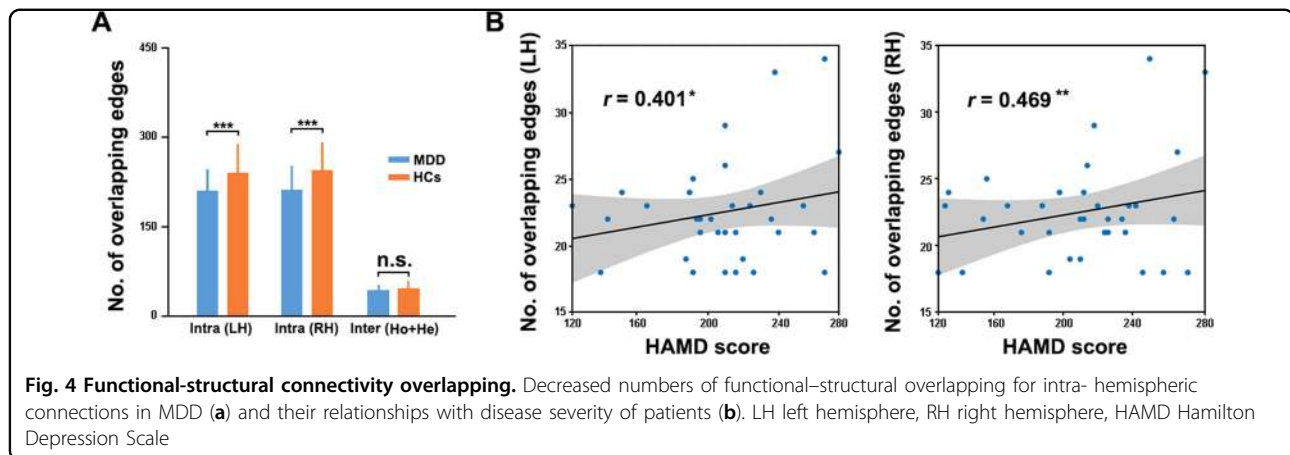 A
No. of overlapping edges
450
300
150
0
***
***
n.s.
MDD
HCs
Intra (LH)
Intra (RH)
Inter (Ho+He)
B
No. of overlapping edges (LH)
35
30
25
20
15
r = 0.401*
120
200
240
280
HAMD score
No. of overlapping edges (RH)
35
30
25
20
15
r = 0.469**
120
200
240
280
HAMD score
Fig. 4 Functional-structural connectivity overlapping. Decreased numbers of functional–structural overlapping for intra- hemispheric
connections in MDD (a) and their relationships with disease severity of patients (b). LH left hemisphere, RH right hemisphere, HAMD Hamilton
Depression Scale